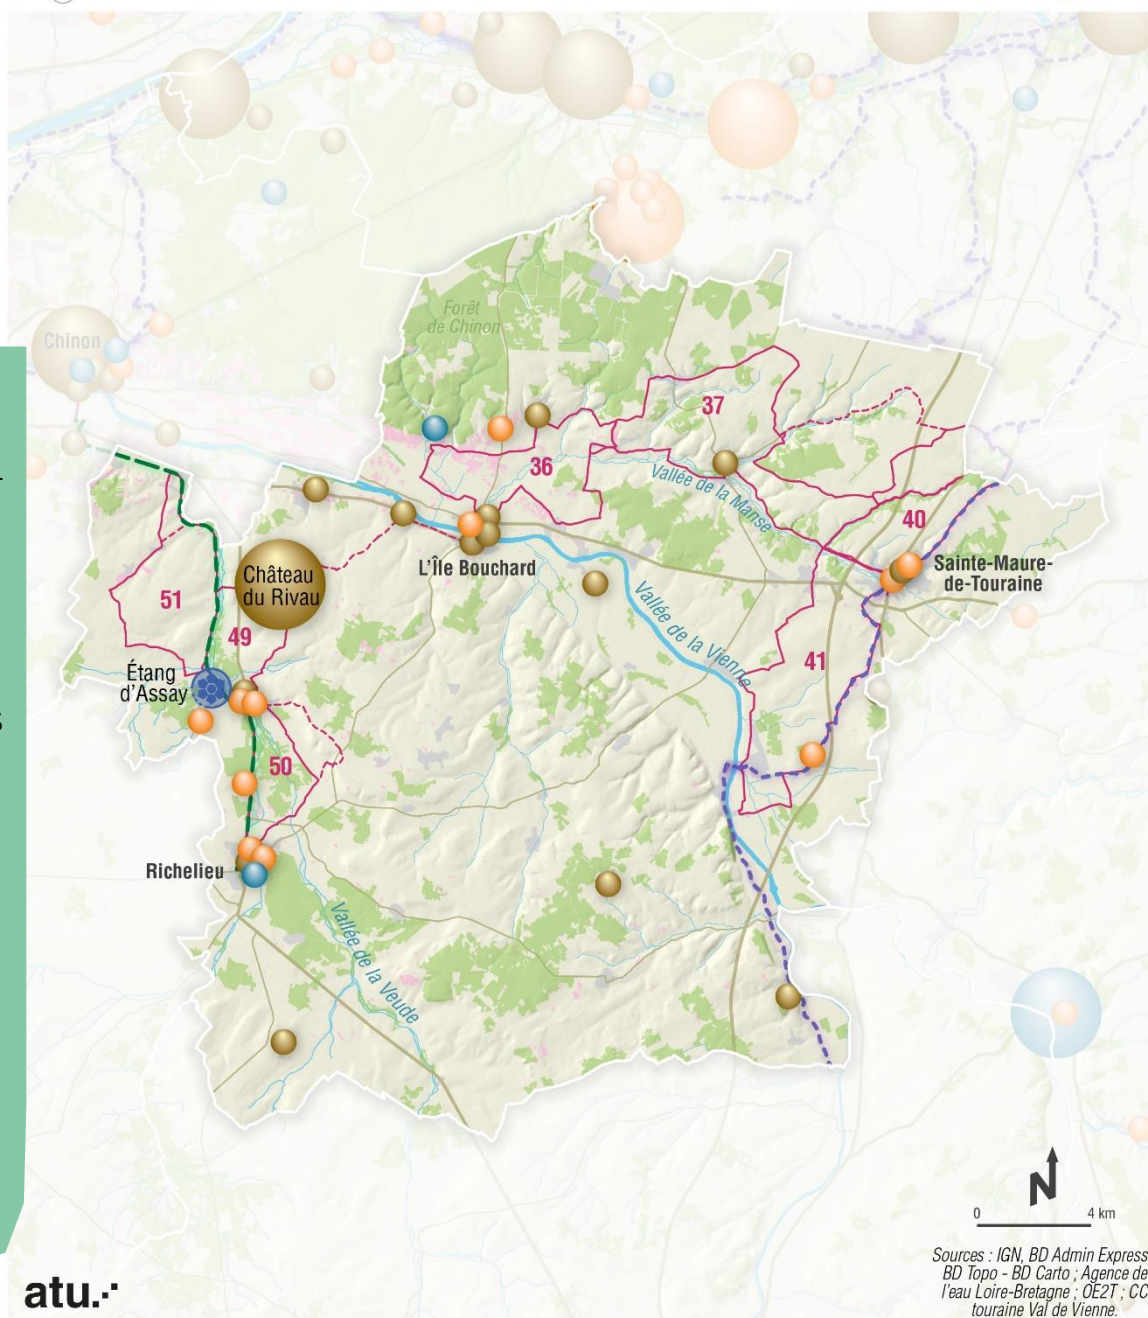 Forêt
de Chinon
Chinon
37
36
Vallée de la Manse
40
Sainte-Maure-
de-Touraine
L'Île Bouchard
Château
du Rivau
51
49
Vallée de la Vienne
41
Étang
d'Assay
50
Richelieu
Vallée de la Veude
N
0 4 km
Sources : IGN, BD Admin Express
BD Topo - BD Carto ; Agence de
l'eau Loire-Bretagne ; OE2T ; CC
touraine Val de Vienne.
atu.